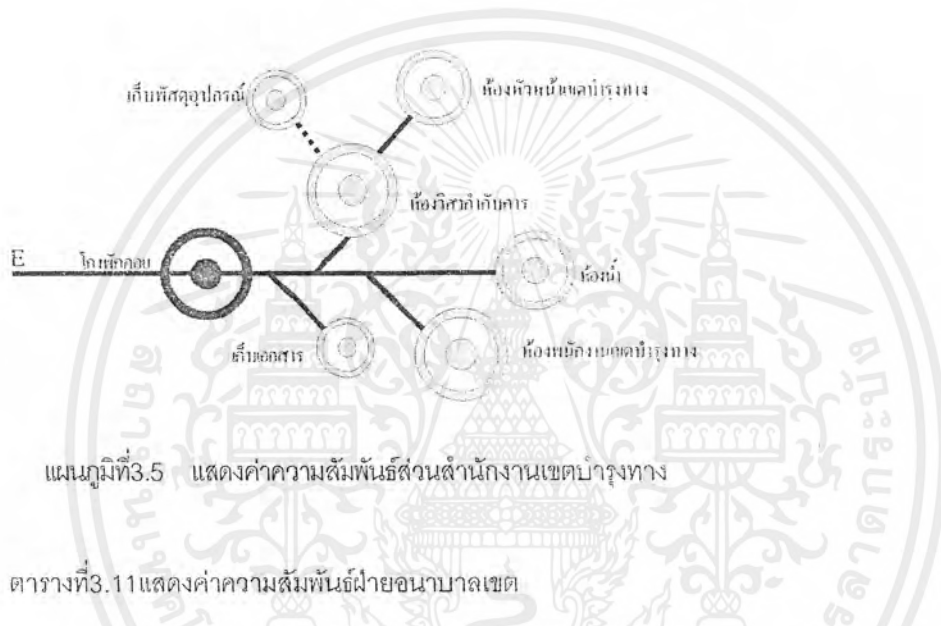 เก็บพัสดุอุปกรณ์
ห้องหัวหน้าเขตบำรุงทาง
ห้องวิศวกำกับการ
E
โถงพักคอย
ห้องน้ำ
เก็บเอกสาร
ห้องพนักงานเขตบำรุงทาง
แผนภูมิที่3.5 แสดงค่าความสัมพันธ์ส่วนสำนักงานเขตบำรุงทาง
ตารางที่3.11แสดงค่าความสัมพันธ์ฝ่ายอนาบาลเขต